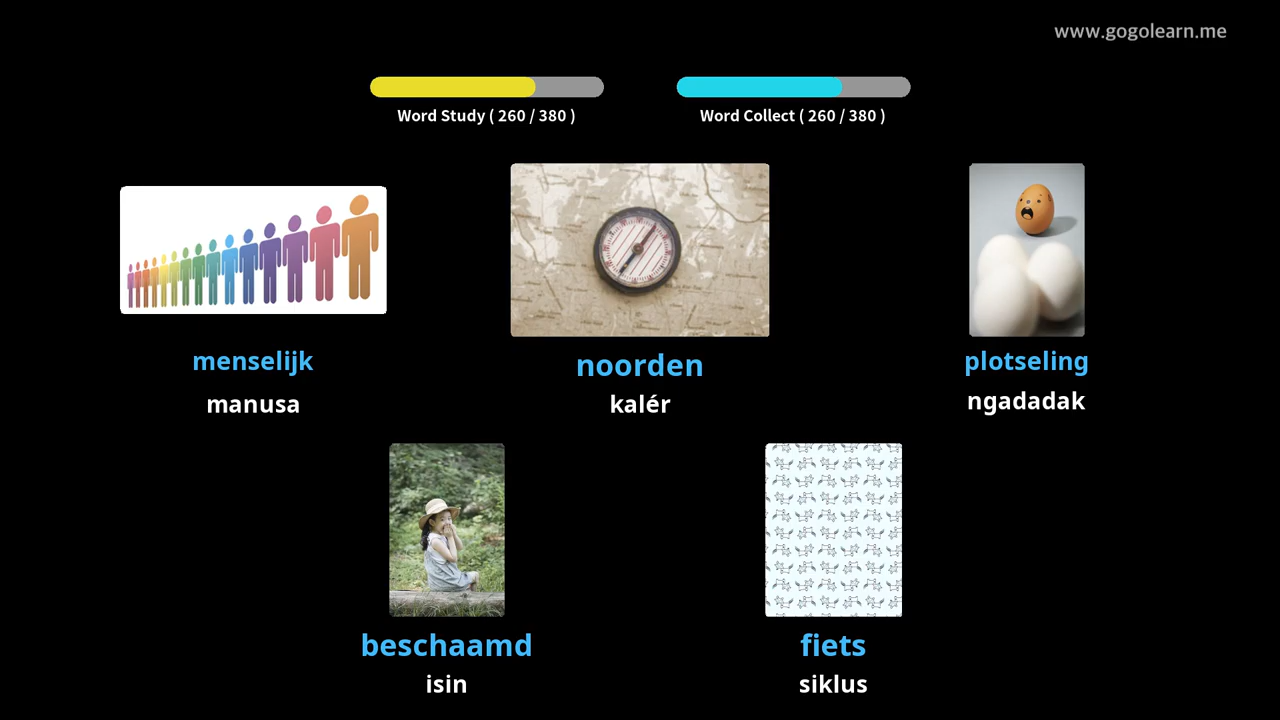 www.gogolearn.me
Word Study ( 260 / 380 )
Word Collect ( 260 / 380 )
menselijk
noorden
plotseling
manusa
kalér
ngadadak
beschaamd
fiets
isin
siklus